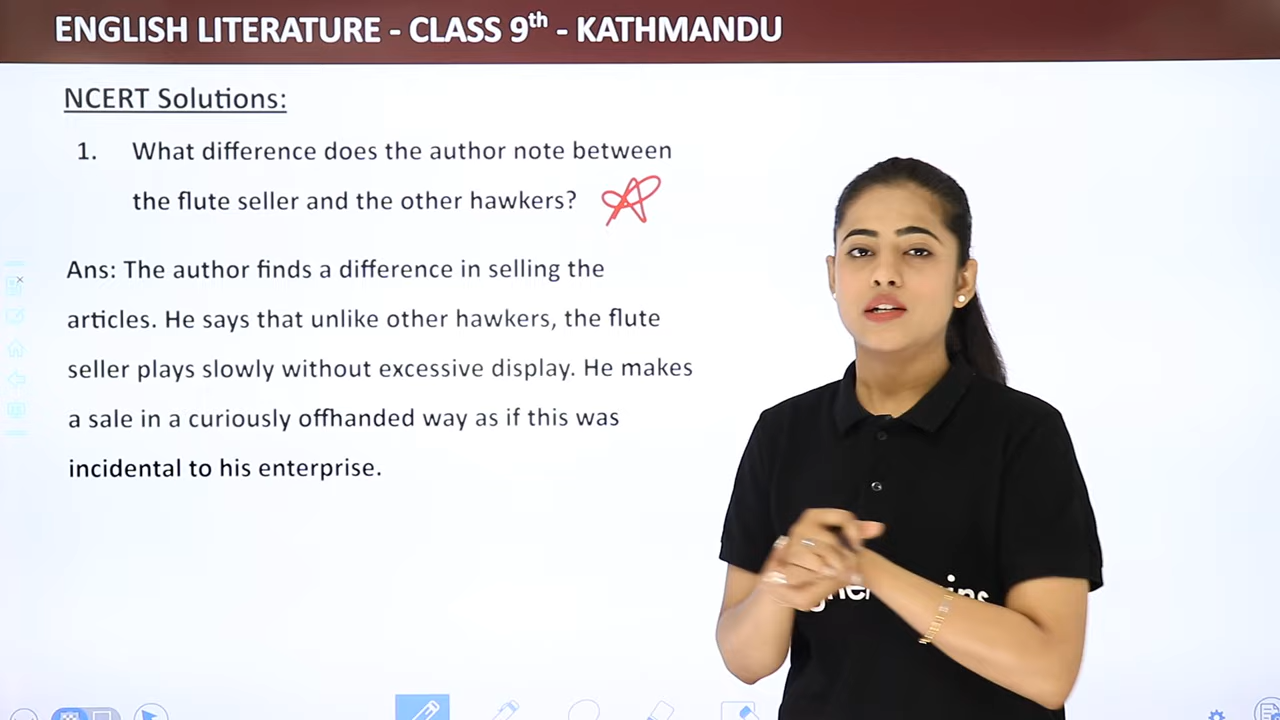 ENGLISH LITERATURE - CLASS 9th - KATHMANDU
NCERT Solutions:
1. What difference does the author note between
the flute seller and the other hawkers?
Ans: The author finds a difference in selling the
articles. He says that unlike other hawkers, the flute
seller plays slowly without excessive display. He makes
a sale in a curiously offhanded way as if this was
incidental to his enterprise.